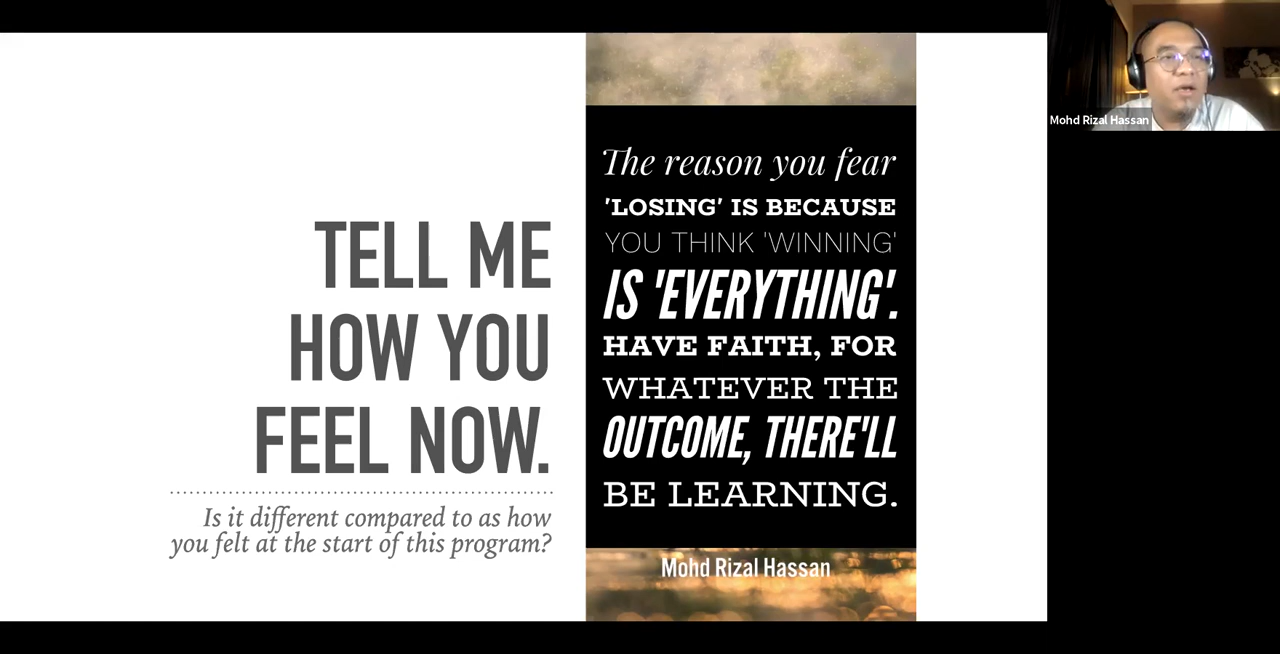 TELL ME
HOW YOU
FEEL NOW.
Is it different compared to as how
you felt at the start of this program?
The reason you fear
'LOSING' IS BECAUSE
YOU THINK 'WINNING'
IS 'EVERYTHING'.
HAVE FAITH, FOR
WHATEVER THE
OUTCOME, THERE'LL
BE LEARNING.
Mohd Rizal Hassan
Mohd Rizal Hassan